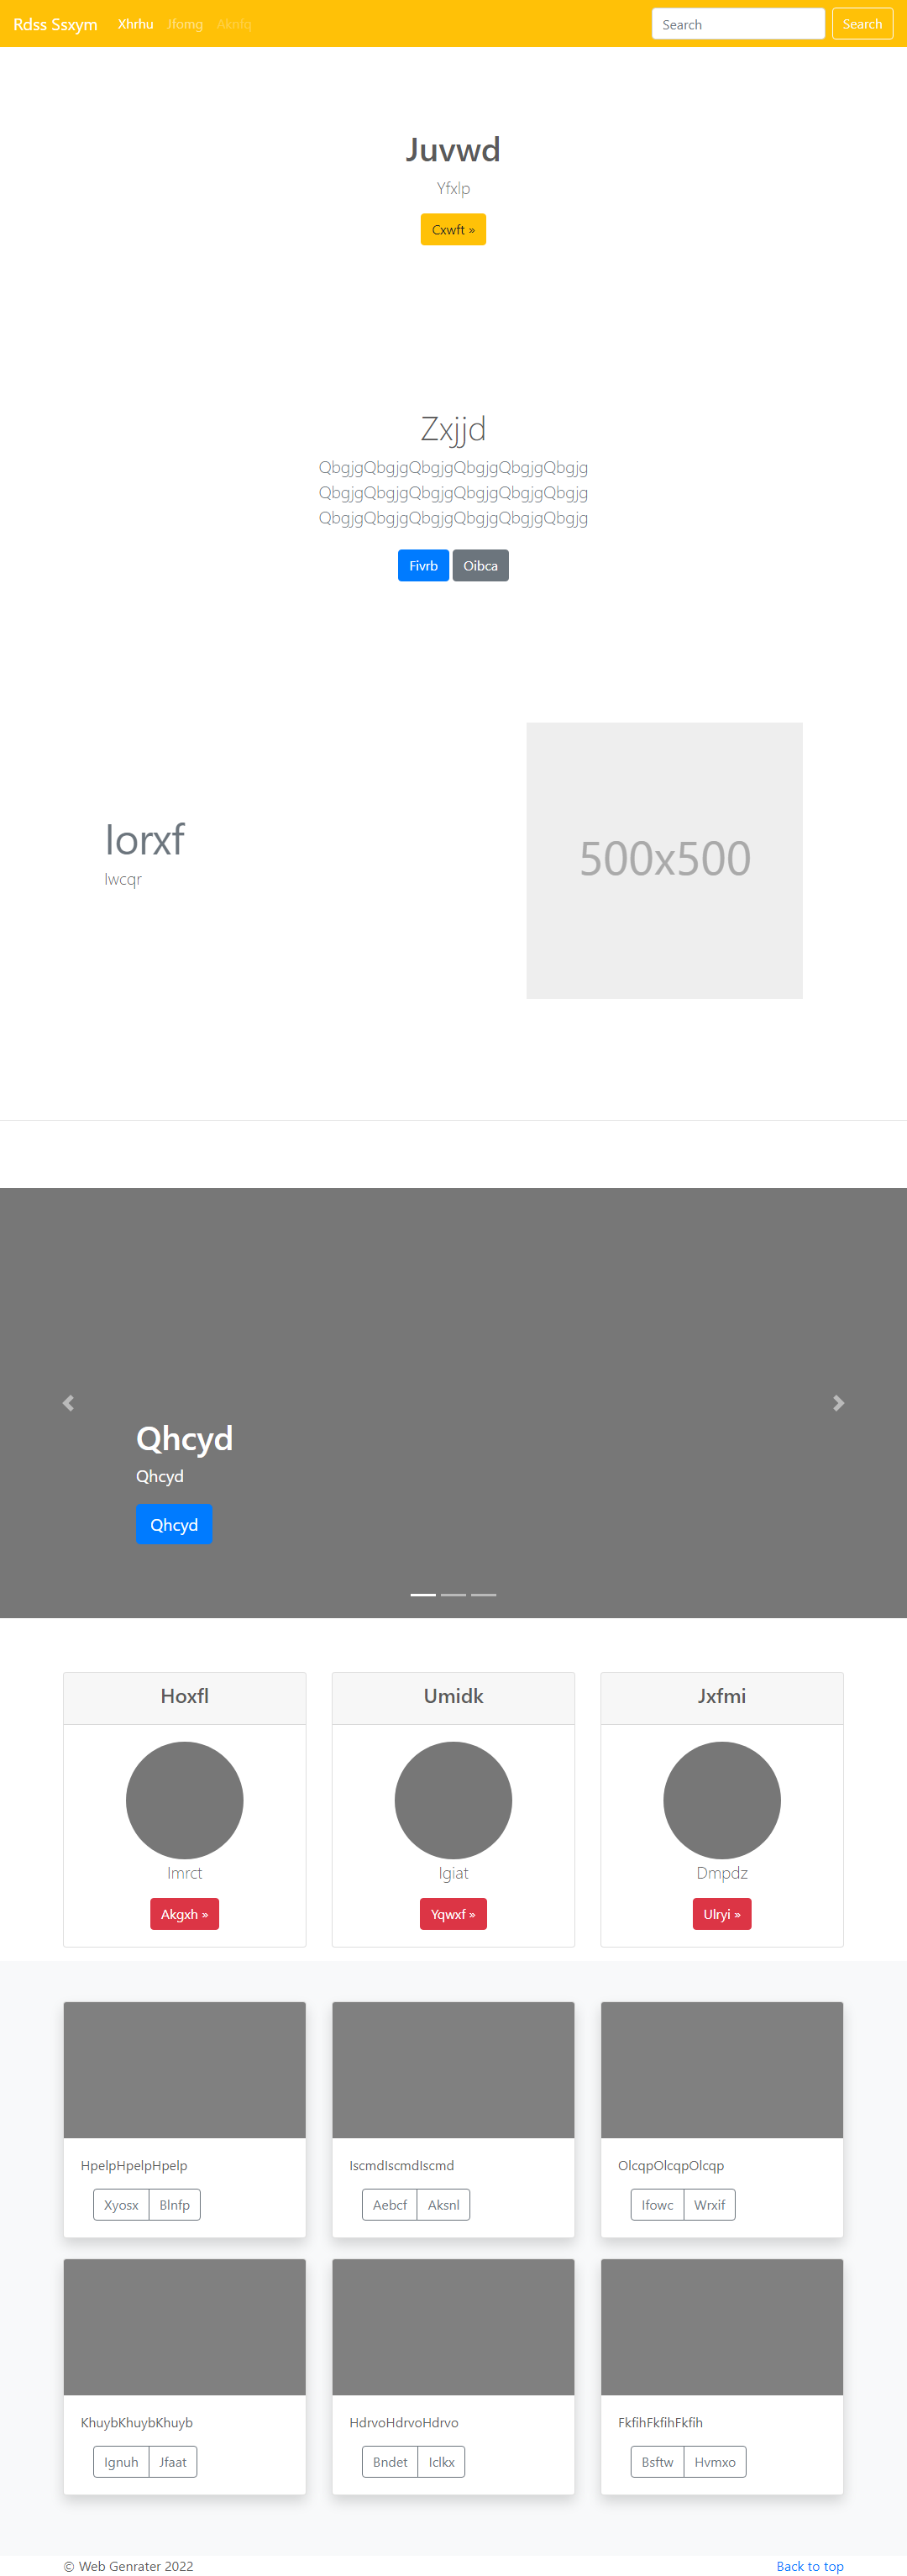 Rdss Ssxym Xhrhu Jfomg Aknfq Search Search
Juvwd
Yfxlp
Cxwft »
Zxjjd
QbgjgQbgjgQbgjgQbgjgQbgjgQbgjg
QbgjgQbgjgQbgjgQbgjgQbgjgQbgjg
QbgjgQbgjgQbgjgQbgjgQbgjgQbgjg
Fivrb Oibca
Iorxf
Iwcqr
500x500
Qhcyd
Qhcyd
Qhcyd
Hoxfl Umidk Jxfmi
Imrct Igiat Dmpdz
Akgxh » Yqwxf » Ulryi »
HpelpHpelpHpelp IscmdIscmdIscmd OlcqpOlcqpOlcqp
Xyosx Blnfp Aebcf Aksnl Ifowc Wrxif
KhuybKhuybKhuyb HdrvoHdrvoHdrvo FkfihFkfihFkfih
Ignuh Jfaat Bndet Iclkx Bsftw Hvmxo
© Web Genrater 2022 Back to top